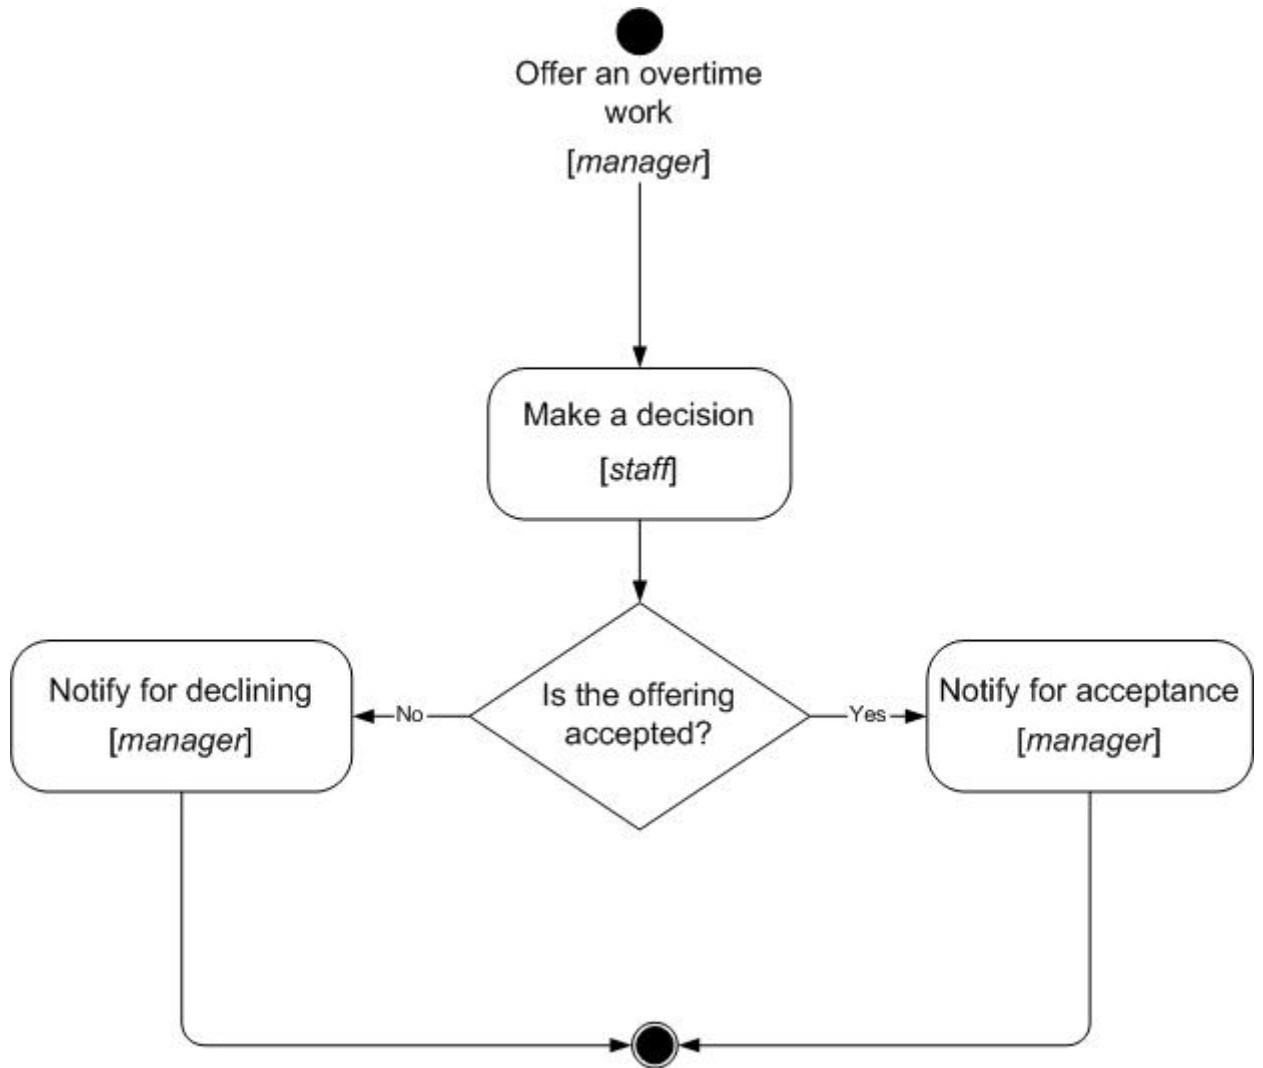 Offer an overtime
work
[manager]
Make a decision
[staff]
Is the offering
accepted?
No
Yes
Notify for declining
[manager]
Notify for acceptance
[manager]